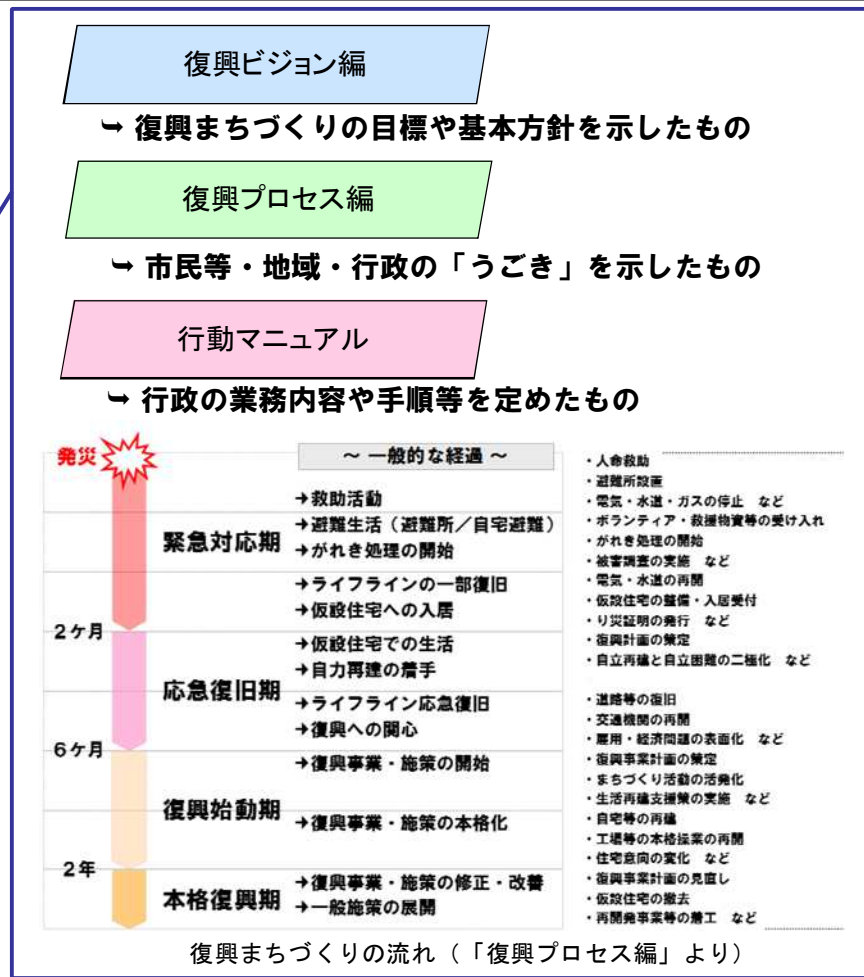 復興ビジョン編
➥ 復興まちづくりの目標や基本方針を示したもの
復興プロセス編
➥ 市民等・地域・行政の「うごき」を示したもの
行動マニュアル
➥ 行政の業務内容や手順等を定めたもの
発災
～ 一般的な経過 ～
→救助活動
緊急対応期
→避難生活（避難所／自宅避難）
→がれき処理の開始
→ライフラインの一部復旧
→仮設住宅への入居
2ヶ月
応急復旧期
→仮設住宅での生活
→自力再建の着手
→ライフライン応急復旧
→復興への関心
6ヶ月
復興始動期
→復興事業・施策の開始
→復興事業・施策の本格化
2年
本格復興期
→復興事業・施策の修正・改善
→一般施策の展開
・人命救助
・避難所設置
・電気・水道・ガスの停止 など
・ボランティア・救援物資等の受け入れ
・がれき処理の開始
・被害調査の実施 など
・電気・水道の再開
・仮設住宅の整備・入居受付
・り災証明の発行 など
・復興計画の策定
・自立再建と自立困難の二極化 など
・道路等の復旧
・交通機関の再開
・雇用・経済問題の表面化 など
・復興事業計画の策定
・まちづくり活動の活発化
・生活再建支援策の実施 など
・自宅等の再建
・工場等の本格操業の再開
・住宅意向の変化 など
・復興事業計画の見直し
・仮設住宅の撤去
・再開発事業等の着工 など
復興まちづくりの流れ（「復興プロセス編」より）